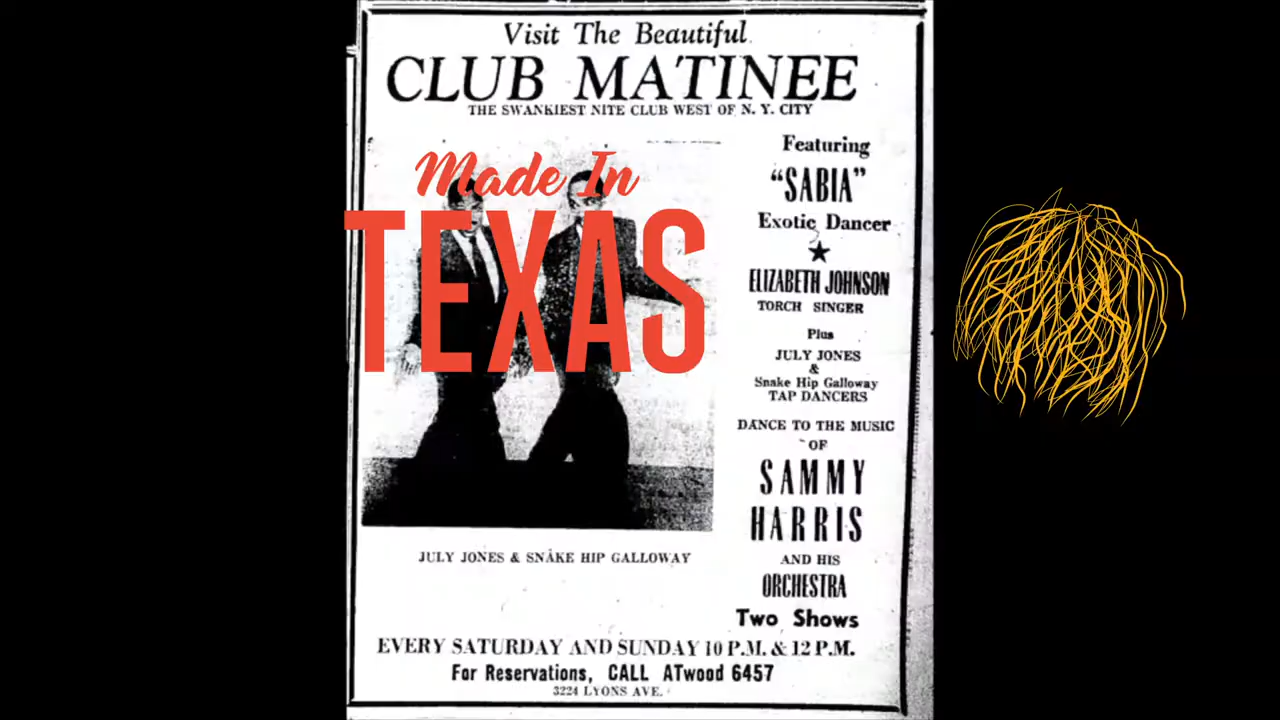 Visit The Beautiful
CLUB MATINEE
THE SWANKIEST NITE CLUB WEST OF N. Y. CITY
Made In
TEXAS
Featuring
"SABIA"
Exotic Dancer
ELIZABETH JOHNSON
TORCH SINGER
Plus
JULY JONES
&
Snake Hip Galloway
TAP DANCERS
DANCE TO THE MUSIC
OF
SAMMY
HARRIS
AND HIS
ORCHESTRA
Two Shows
JULY JONES & SNAKE HIP GALLOWAY
EVERY SATURDAY AND SUNDAY 10 P.M. & 12 P.M.
For Reservations, CALL ATwood 6457
3224 LYONS AVE.